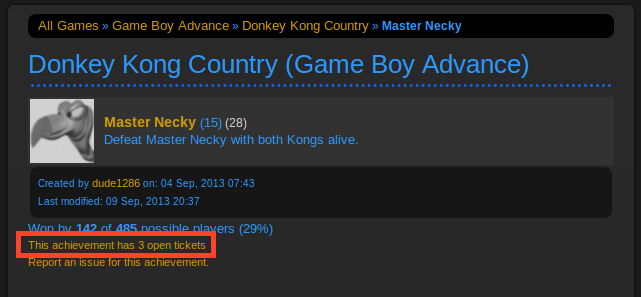 All Games » Game Boy Advance » Donkey Kong Country » Master Necky
Donkey Kong Country (Game Boy Advance)
Master Necky (15) (28)
Defeat Master Necky with both Kongs alive.
Created by dude1286 on: 04 Sep, 2013 07:43
Last modified: 09 Sep, 2013 20:37
Won by 142 of 485 possible players (29%)
This achievement has 3 open tickets
Report an issue for this achievement.